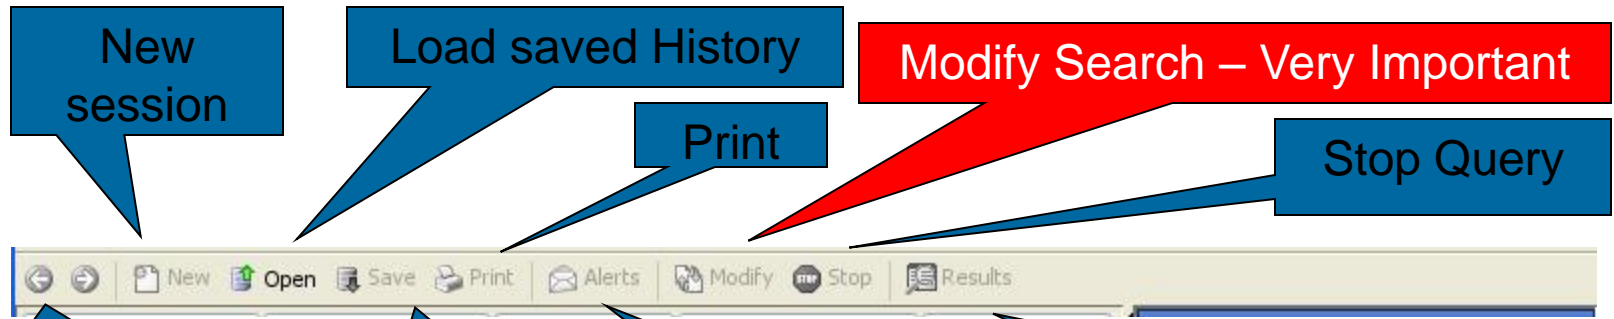 New
session
Load saved History
Modify Search – Very Important
Print
Stop Query
New Open Save Print Alerts Modify Stop Results